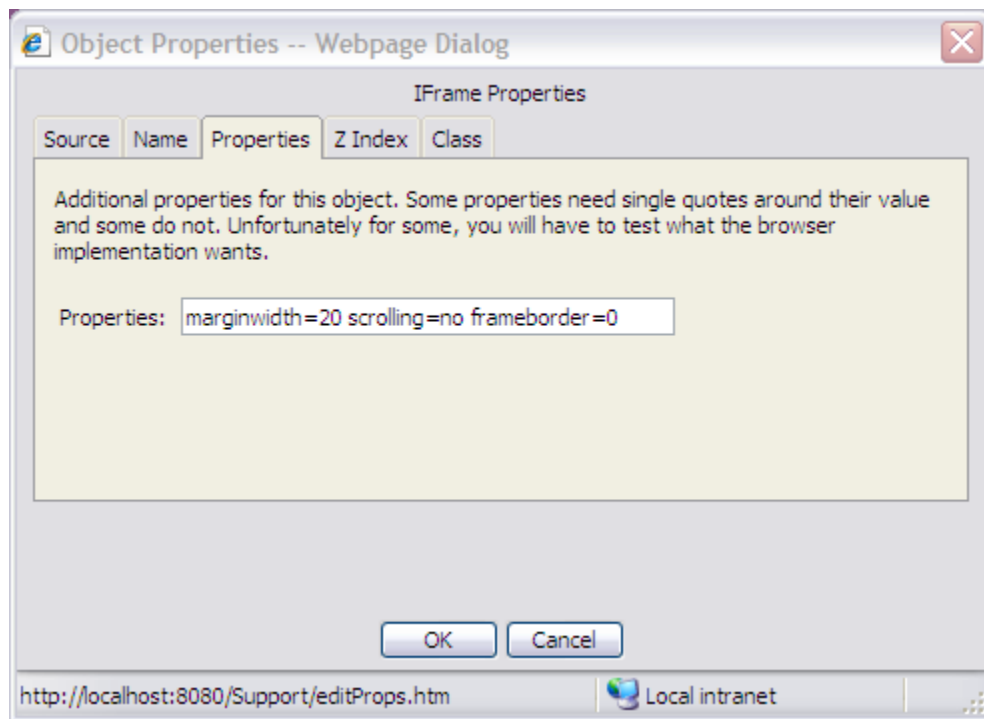 Object Properties -- Webpage Dialog
IFrame Properties
Source Name Properties Z Index Class
Additional properties for this object. Some properties need single quotes around their value
and some do not. Unfortunately for some, you will have to test what the browser
implementation wants.
Properties: marginwidth=20 scrolling=no frameborder=0
OK Cancel
http://localhost:8080/Support/editProps.htm Local intranet